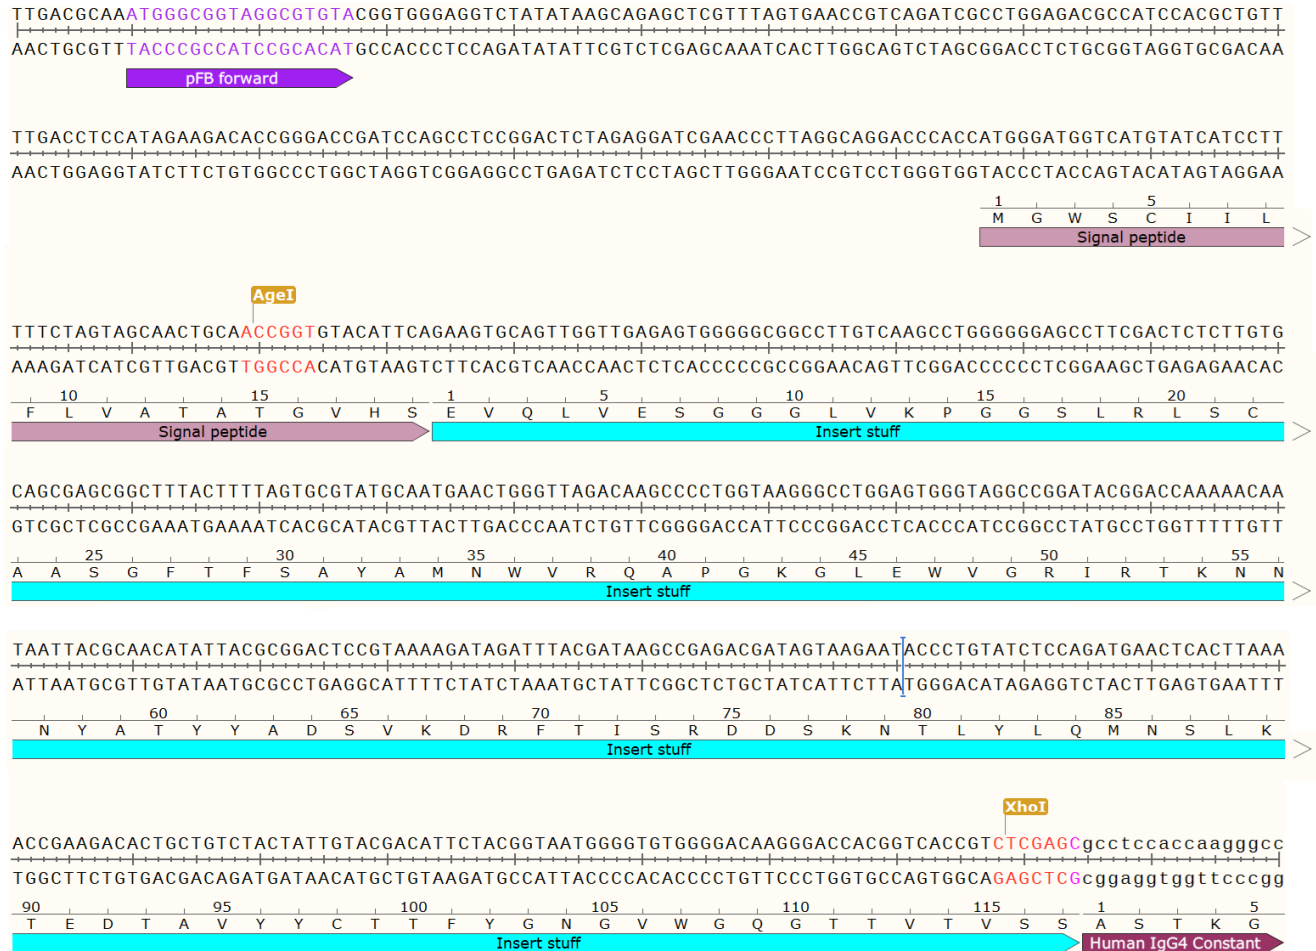 TTGACGCAAATGGGCGGTAGGCGTGTACGGTGGGAGGTCTATATAAGCAGAGCTCGTTTAGTGAACCGTCAGATCGCCTGGAGACGCCATCCACGCTGTT
AACTGCGTTTACCCGCCATCCGCACATGCCACCCTCCAGATATATTCGTCTCGAGCAAATCACTTGGCAGTCTAGCGGACCTCTGCGGTAGGTGCGACAA
pFB forward
TTGACCTCCATAGAAGACACCGGGACCGATCCAGCCTCCGGACTCTAGAGGATCGAACCCTTAGGCAGGACCCACCATGGGATGGTCATGTATCATCCTT
AACTGGAGGTATCTTCTGTGGCCCTGGCTAGGTCGGAGGCCTGAGATCTCCTAGCTTGGGAATCCGTCCTGGGTGGTACCCTACCAGTACATAGTAGGAA
1 5
M G W S C I I L
Signal peptide
AgeI
TTTCTAGTAGCAACTGCAACCGGTGTACATTCAGAAGTGCAGTTGGTTGAGAGTGGGGGCGGCCTTGTCAAGCCTGGGGGGAGCCTTCGACTCTCTTGTG
AAAGATCATCGTTGACGTTGGCCACATGTAAGTCTTCACGTCAACCAACTCTCACCCCCGCCGGAACAGTTCGGACCCCCCTCGGAAGCTGAGAGAACAC
10 15 1 5 10 15 20
F L V A T A T G V H S E V Q L V E S G G G L V K P G G S L R L S C
Signal peptide Insert stuff
CAGCGAGCGGCTTTACTTTTAGTGCGTATGCAATGAACTGGGTTAGACAAGCCCCTGGTAAGGGCCTGGAGTGGGTAGGCCGGATACGGACCAAAAACAA
GTCGCTCGCCGAAATGAAAATCACGCATACGTTACTTGACCCAATCTGTTCGGGGACCATTCCCGGACCTCACCCATCCGGCCTATGCCTGGTTTTTGTT
25 30 35 40 45 50 55
A A S G F T F S A Y A M N W V R Q A P G K G L E W V G R I R T K N N
Insert stuff
TAATTACGCAACATATTACGCGGACTCCGTAAAAGATAGATTTACGATAAGCCGAGACGATAGTAAGAATACCCTGTATCTCCAGATGAACTCACTTAAA
ATTAATGCGTTGTATAATGCGCCTGAGGCATTTTCTATCTAAATGCTATTCGGCTCTGCTATCATTCTTATGGGACATAGAGGTCTACTTGAGTGAATTT
60 65 70 75 80 85
N Y A T Y Y A D S V K D R F T I S R D D S K N T L Y L Q M N S L K
Insert stuff
XhoI
ACCGAAGACACTGCTGTCTACTATTGTACGACATTCTACGGTAATGGGGTGTGGGGACAAGGGACCACGGTCACCGTCTCGAGCgcctccaccaagggcc
TGGCTTCTGTGACGACAGATGATAACATGCTGTAAGATGCCATTACCCCACACCCCTGTTCCCTGGTGCCAGTGGCAGAGCTCGcggaggtggttcccgg
90 95 100 105 110 115 1 5
T E D T A V Y Y C T T F Y G N G V W G Q G T T V T V S S A S T K G
Insert stuff Human IgG4 Constant